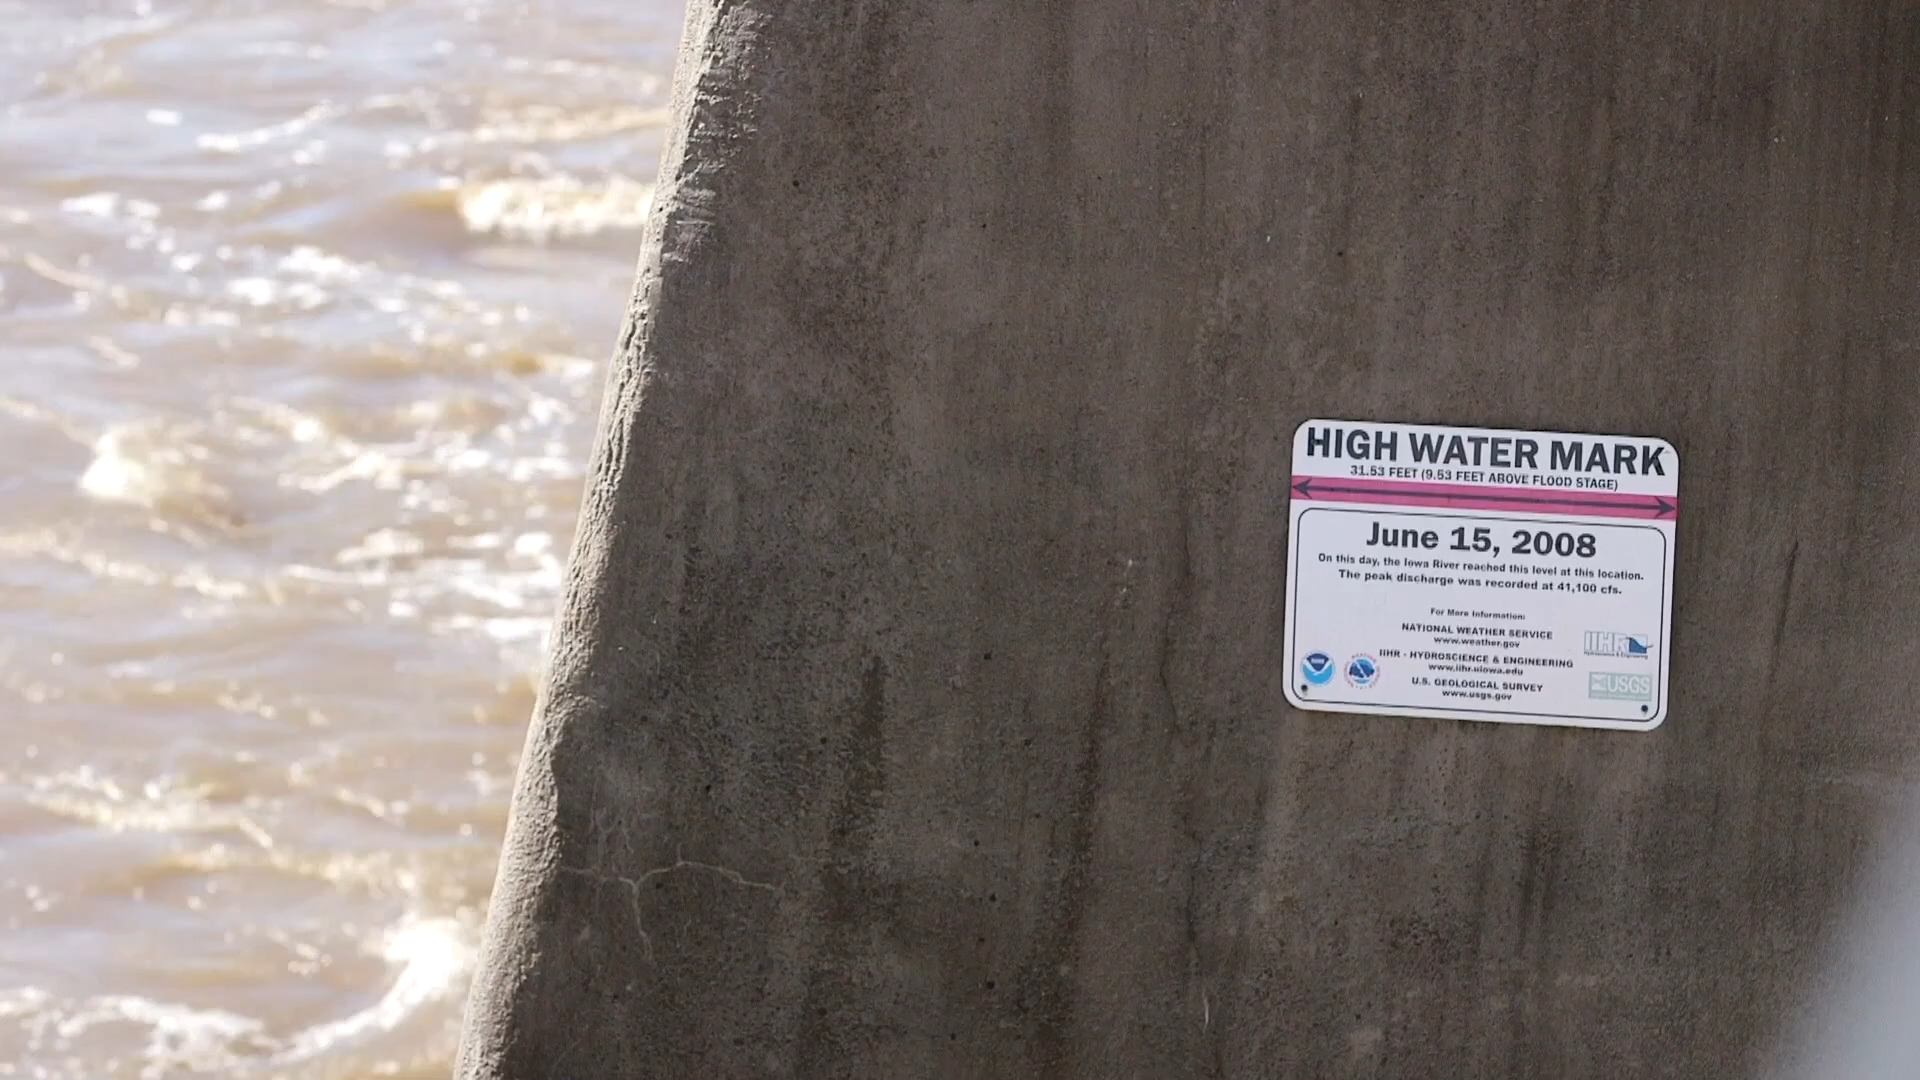 HIGH WATER MARK
31.53 FEET (9.53 FEET ABOVE FLOOD STAGE)
June 15, 2008
On this day, the Iowa River reached this level at this location.
The peak discharge was recorded at 41,100 cfs.
For More Information:
NATIONAL WEATHER SERVICE
www.weather.gov
IIHR - HYDROSCIENCE & ENGINEERING
www.iihr.uiowa.edu
U.S. GEOLOGICAL SURVEY
www.usgs.gov
IIHR
Hydroscience & Engineering
USGS